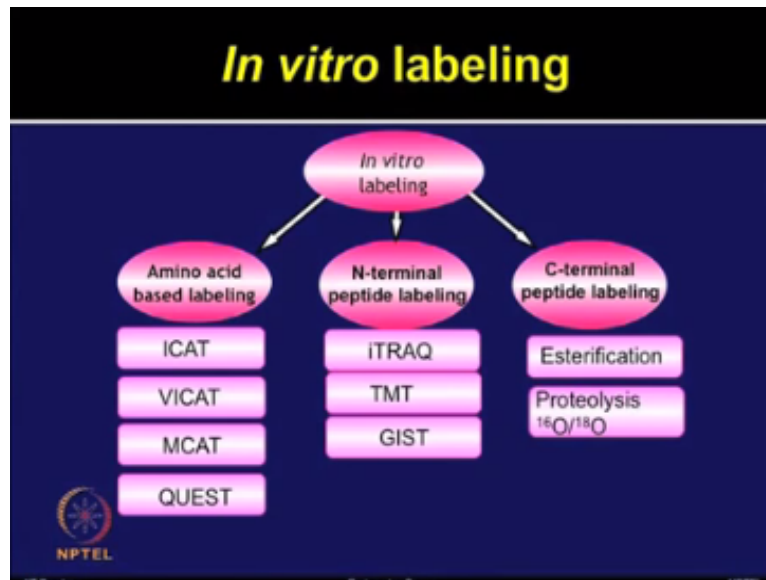 In vitro labeling
In vitro
labeling
Amino acid
based labeling
ICAT
VICAT
MCAT
QUEST
N-terminal
peptide labeling
iTRAQ
TMT
GIST
C-terminal
peptide labeling
Esterification
Proteolysis
¹⁶O/¹⁸O
NPTEL